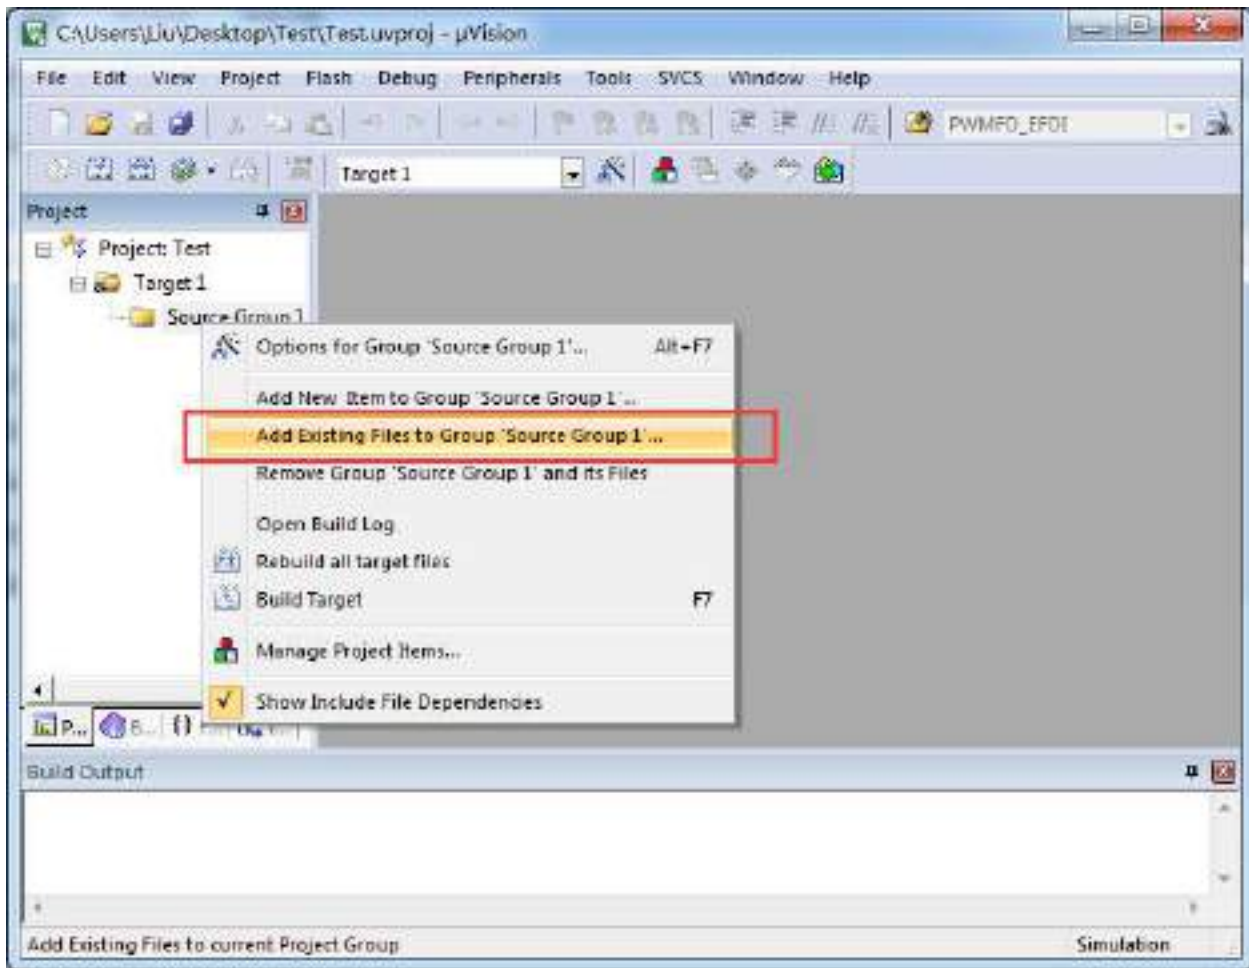 C:\Users\Liu\Desktop\Test\Test.uvproj - µVision
File Edit View Project Flash Debug Peripherals Tools SVCS Window Help
PWMFD_EFDI
Target 1
Project
Project: Test
Target 1
Source Group 1
Options for Group 'Source Group 1'... Alt+F7
Add New Item to Group 'Source Group 1'...
Add Existing Files to Group 'Source Group 1'...
Remove Group 'Source Group 1' and its Files
Open Build Log
Rebuild all target files
Build Target F7
Manage Project Items...
Show Include File Dependencies
P... B... {}
Build Output
Add Existing Files to current Project Group Simulation